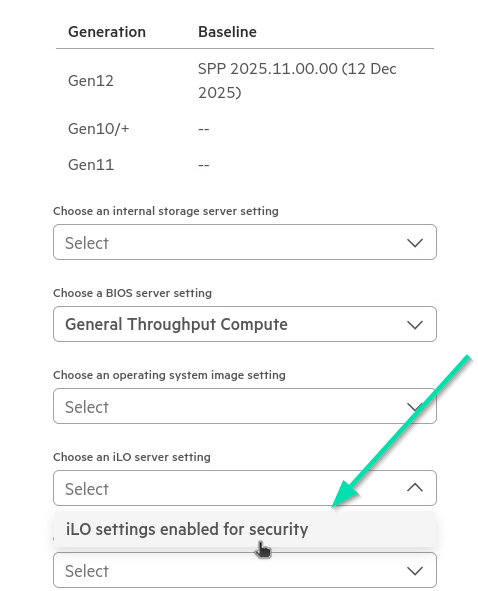 Generation Baseline
Gen12 SPP 2025.11.00.00 (12 Dec
2025)
Gen10/+ --
Gen11 --
Choose an internal storage server setting
Select
Choose a BIOS server setting
General Throughput Compute
Choose an operating system image setting
Select
Choose an iLO server setting
Select
iLO settings enabled for security
Select